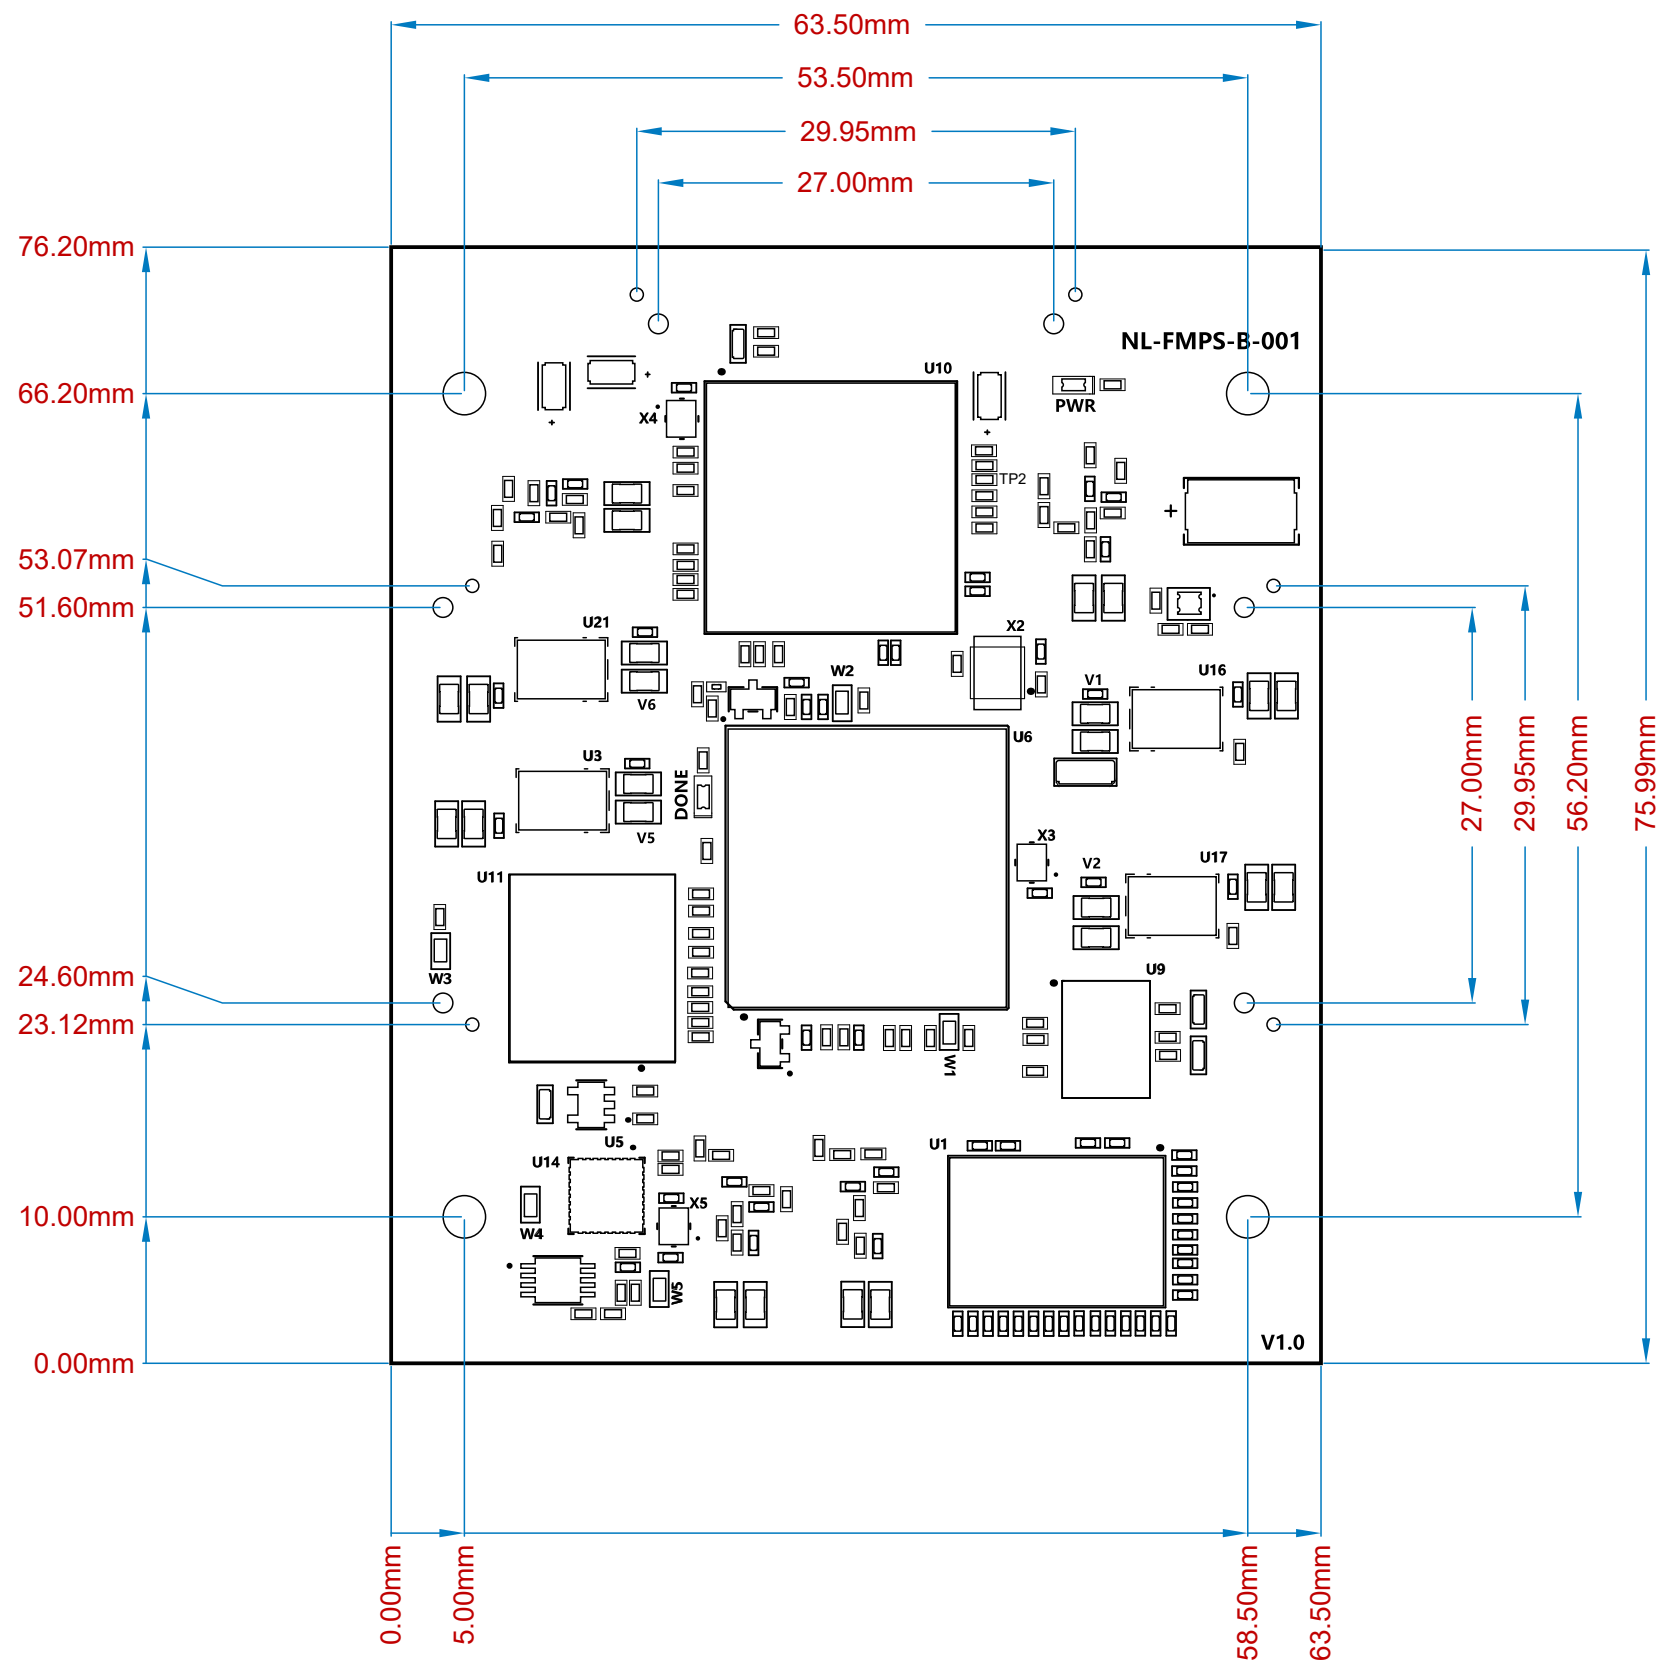 63.50mm
53.50mm
29.95mm
27.00mm
76.20mm
NL-FMPS-B-001
U10
66.20mm
+
PWR
X4
+
+
TP2
+
53.07mm
51.60mm
U21
X2
W2
U16
V1
V6
U6
27.00mm
29.95mm
56.20mm
75.99mm
U3
DONE
V5
X3
V2
U17
U11
24.60mm
W3
U9
23.12mm
W1
U5
U1
U14
X5
10.00mm
W4
W5
V1.0
0.00mm
0.00mm
5.00mm
58.50mm
63.50mm